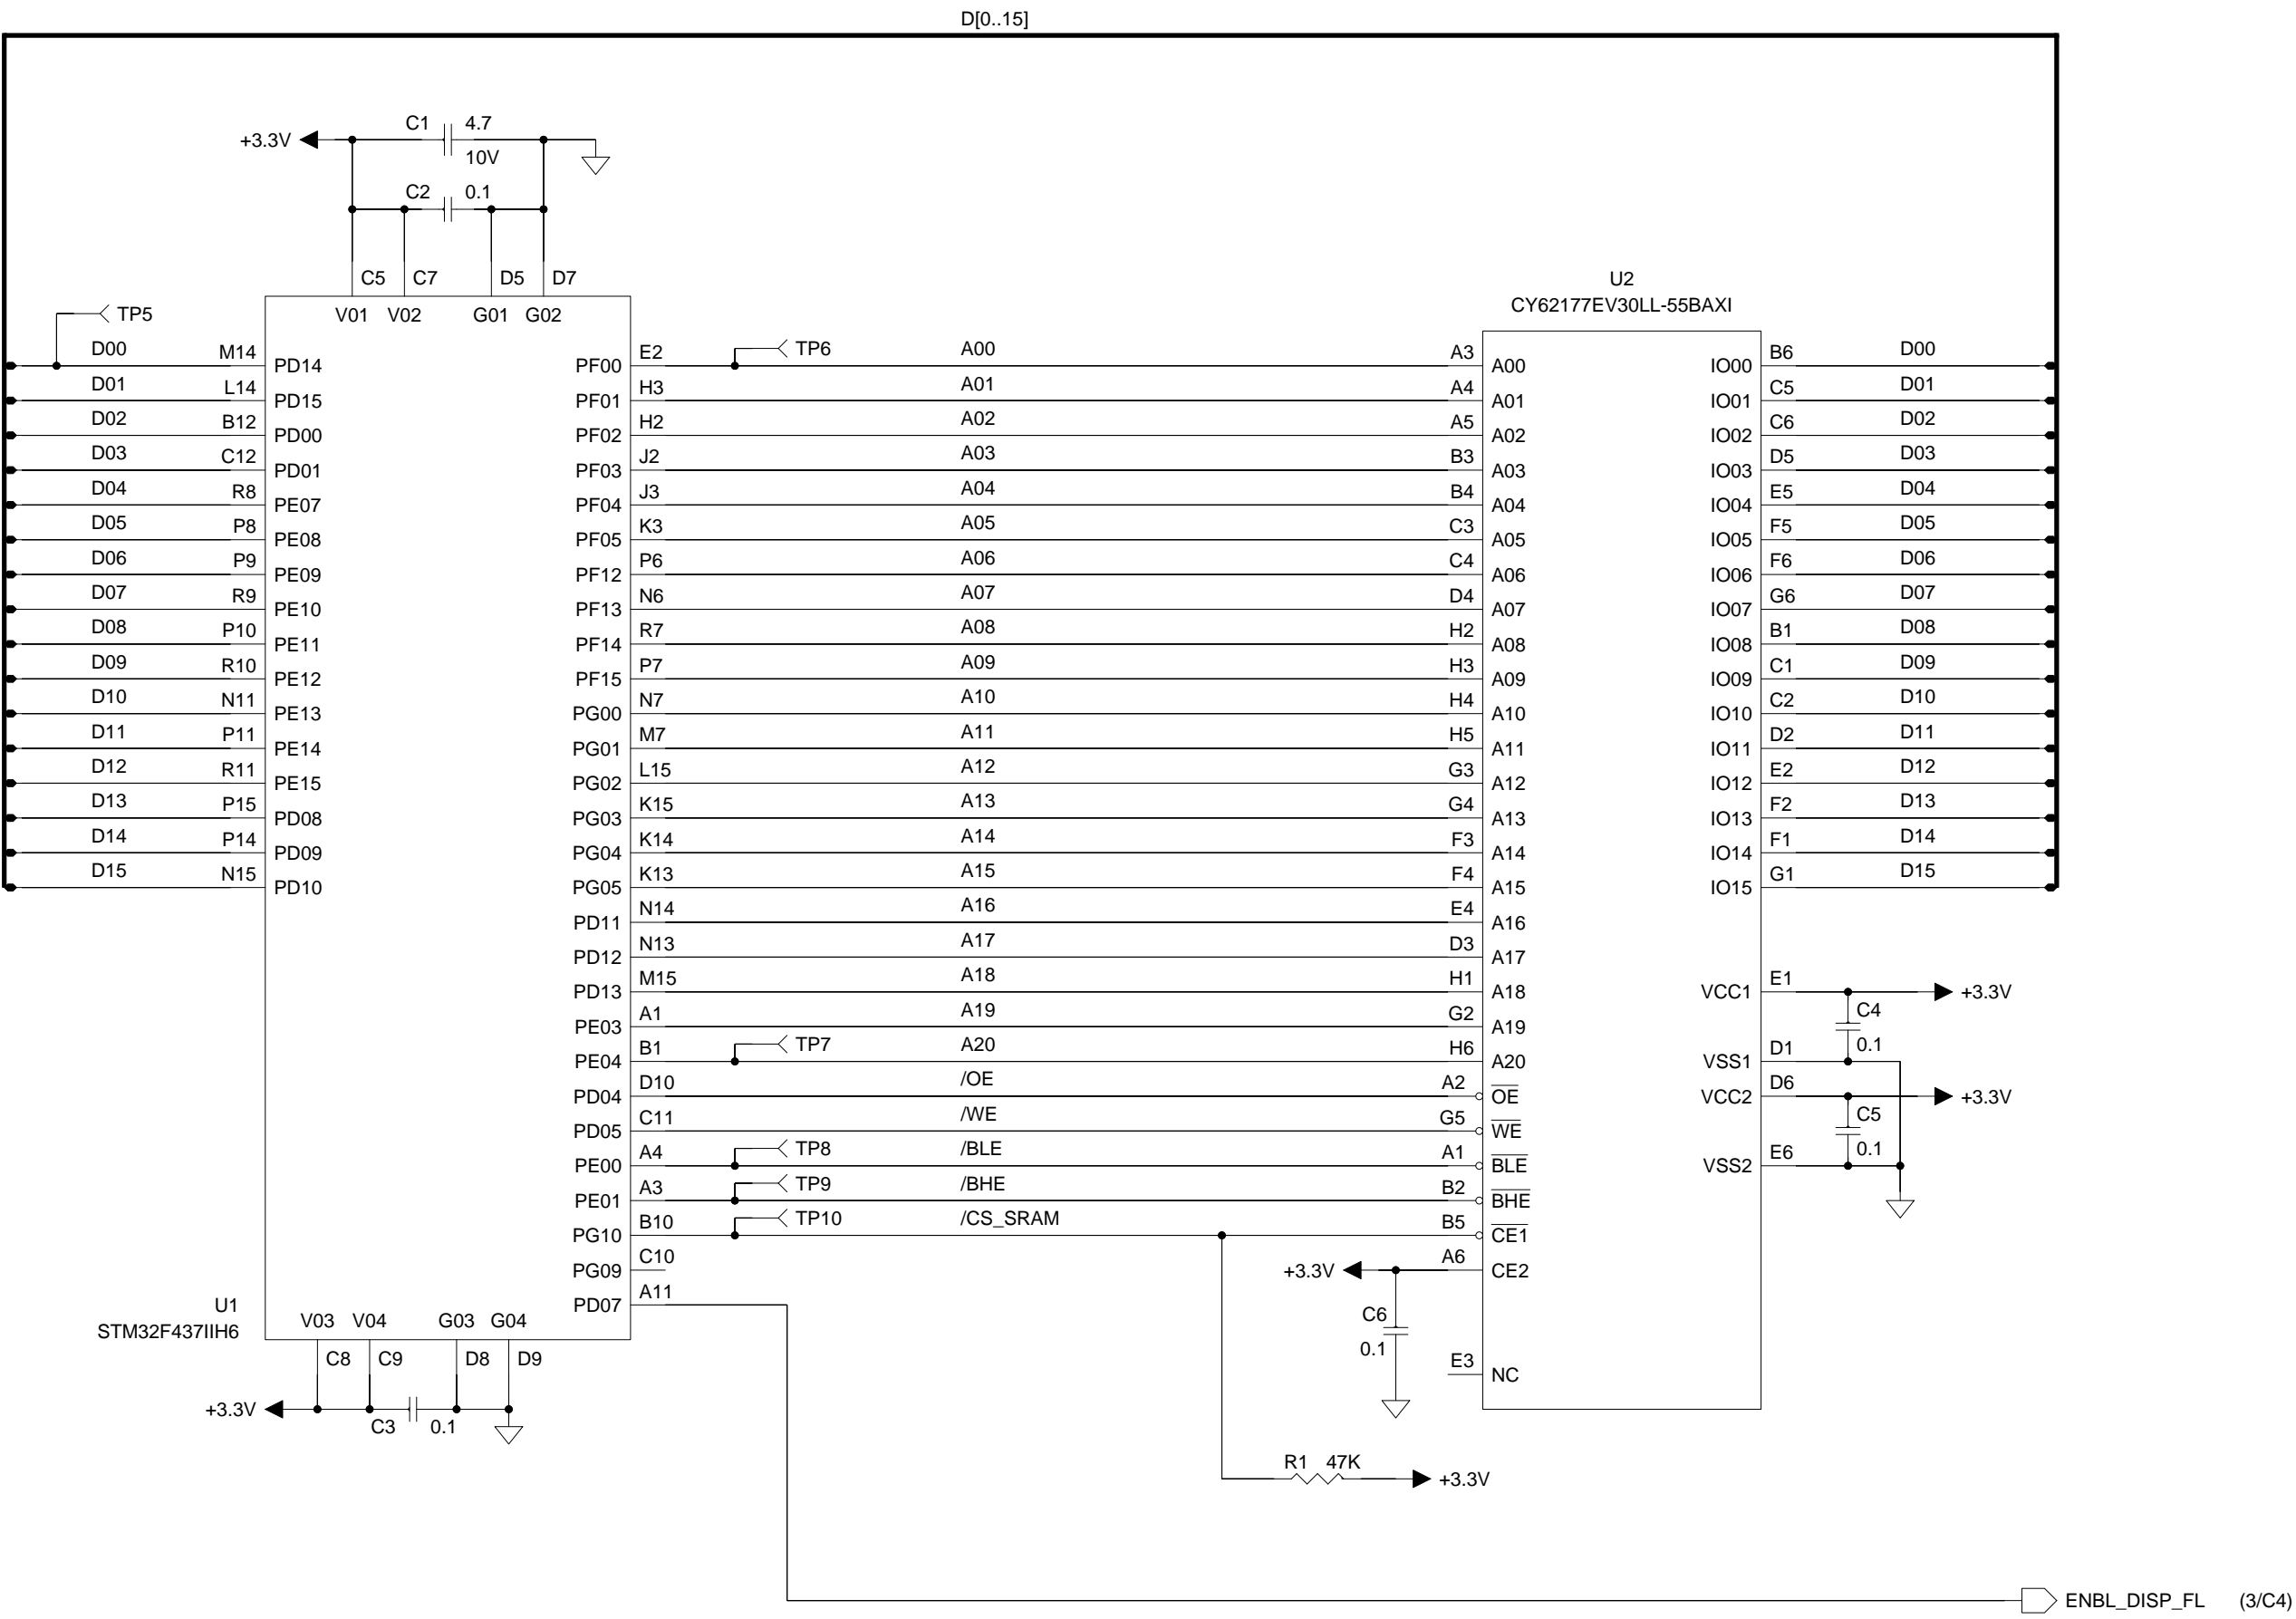 D[0..15]
C1 4.7
+3.3V
10V
C2 0.1
C5 C7 D5 D7
V01 V02 G01 G02
U2
CY62177EV30LL-55BAXI
TP5
D00 M14 PD14 PF00 E2 TP6 A00 A3 A00 IO00 B6 D00
D01 L14 PD15 PF01 H3 A01 A4 A01 IO01 C5 D01
D02 B12 PD00 PF02 H2 A02 A5 A02 IO02 C6 D02
D03 C12 PD01 PF03 J2 A03 B3 A03 IO03 D5 D03
D04 R8 PE07 PF04 J3 A04 B4 A04 IO04 E5 D04
D05 P8 PE08 PF05 K3 A05 C3 A05 IO05 F5 D05
D06 P9 PE09 PF12 P6 A06 C4 A06 IO06 F6 D06
D07 R9 PE10 PF13 N6 A07 D4 A07 IO07 G6 D07
D08 P10 PE11 PF14 R7 A08 H2 A08 IO08 B1 D08
D09 R10 PE12 PF15 P7 A09 H3 A09 IO09 C1 D09
D10 N11 PE13 PG00 N7 A10 H4 A10 IO10 C2 D10
D11 P11 PE14 PG01 M7 A11 H5 A11 IO11 D2 D11
D12 R11 PE15 PG02 L15 A12 G3 A12 IO12 E2 D12
D13 P15 PD08 PG03 K15 A13 G4 A13 IO13 F2 D13
D14 P14 PD09 PG04 K14 A14 F3 A14 IO14 F1 D14
D15 N15 PD10 PG05 K13 A15 F4 A15 IO15 G1 D15
PD11 N14 A16 E4 A16
PD12 N13 A17 D3 A17
PD13 M15 A18 H1 A18 VCC1 E1 +3.3V
C4
PE03 A1 A19 G2 A19
0.1
PE04 B1 TP7 A20 H6 A20 VSS1 D1
PD04 D10 /OE A2 OE VCC2 D6 +3.3V
C5
PD05 C11 /WE G5 WE
0.1
PE00 A4 TP8 /BLE A1 BLE VSS2 E6
PE01 A3 TP9 /BHE B2 BHE
PG10 B10 TP10 /CS_SRAM B5 CE1
PG09 C10 +3.3V A6 CE2
PD07 A11
U1
STM32F437IIH6
V03 V04 G03 G04
C6
0.1
C8 C9 D8 D9
E3 NC
+3.3V
C3 0.1
R1 47K
+3.3V
ENBL_DISP_FL (3/C4)